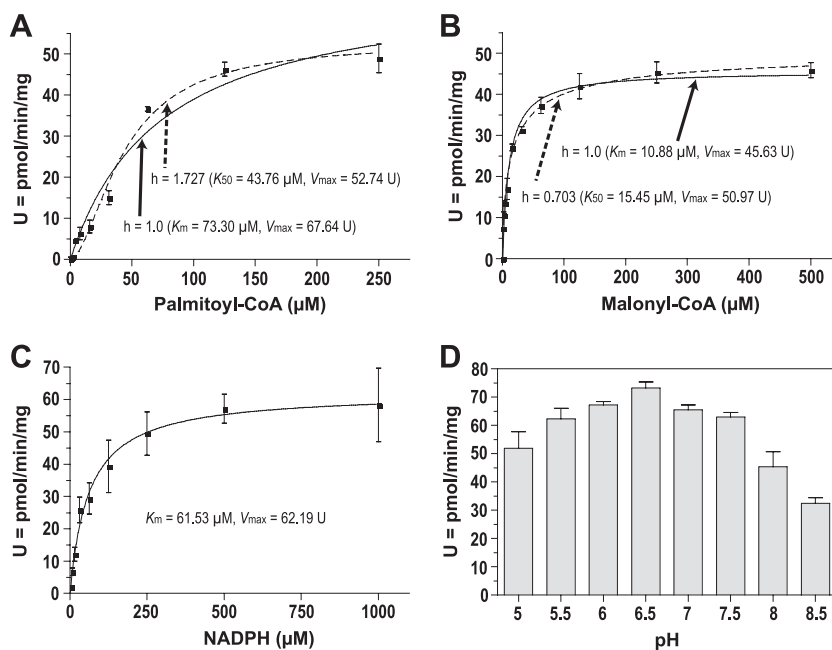 A
U = pmol/min/mg
50
40
30
20
10
0
h = 1.727 (K50 = 43.76 µM, Vmax = 52.74 U)
h = 1.0 (Km = 73.30 µM, Vmax = 67.64 U)
0 50 100 150 200 250
Palmitoyl-CoA (µM)
B
U = pmol/min/mg
50
40
30
20
10
0
h = 1.0 (Km = 10.88 µM, Vmax = 45.63 U)
h = 0.703 (K50 = 15.45 µM, Vmax = 50.97 U)
0 100 200 300 400 500
Malonyl-CoA (µM)
C
U = pmol/min/mg
70
60
50
40
30
20
10
0
Km = 61.53 µM, Vmax = 62.19 U
0 250 500 750 1000
NADPH (µM)
D
U = pmol/min/mg
80
70
60
50
40
30
20
10
0
5 5.5 6 6.5 7 7.5 8 8.5
pH